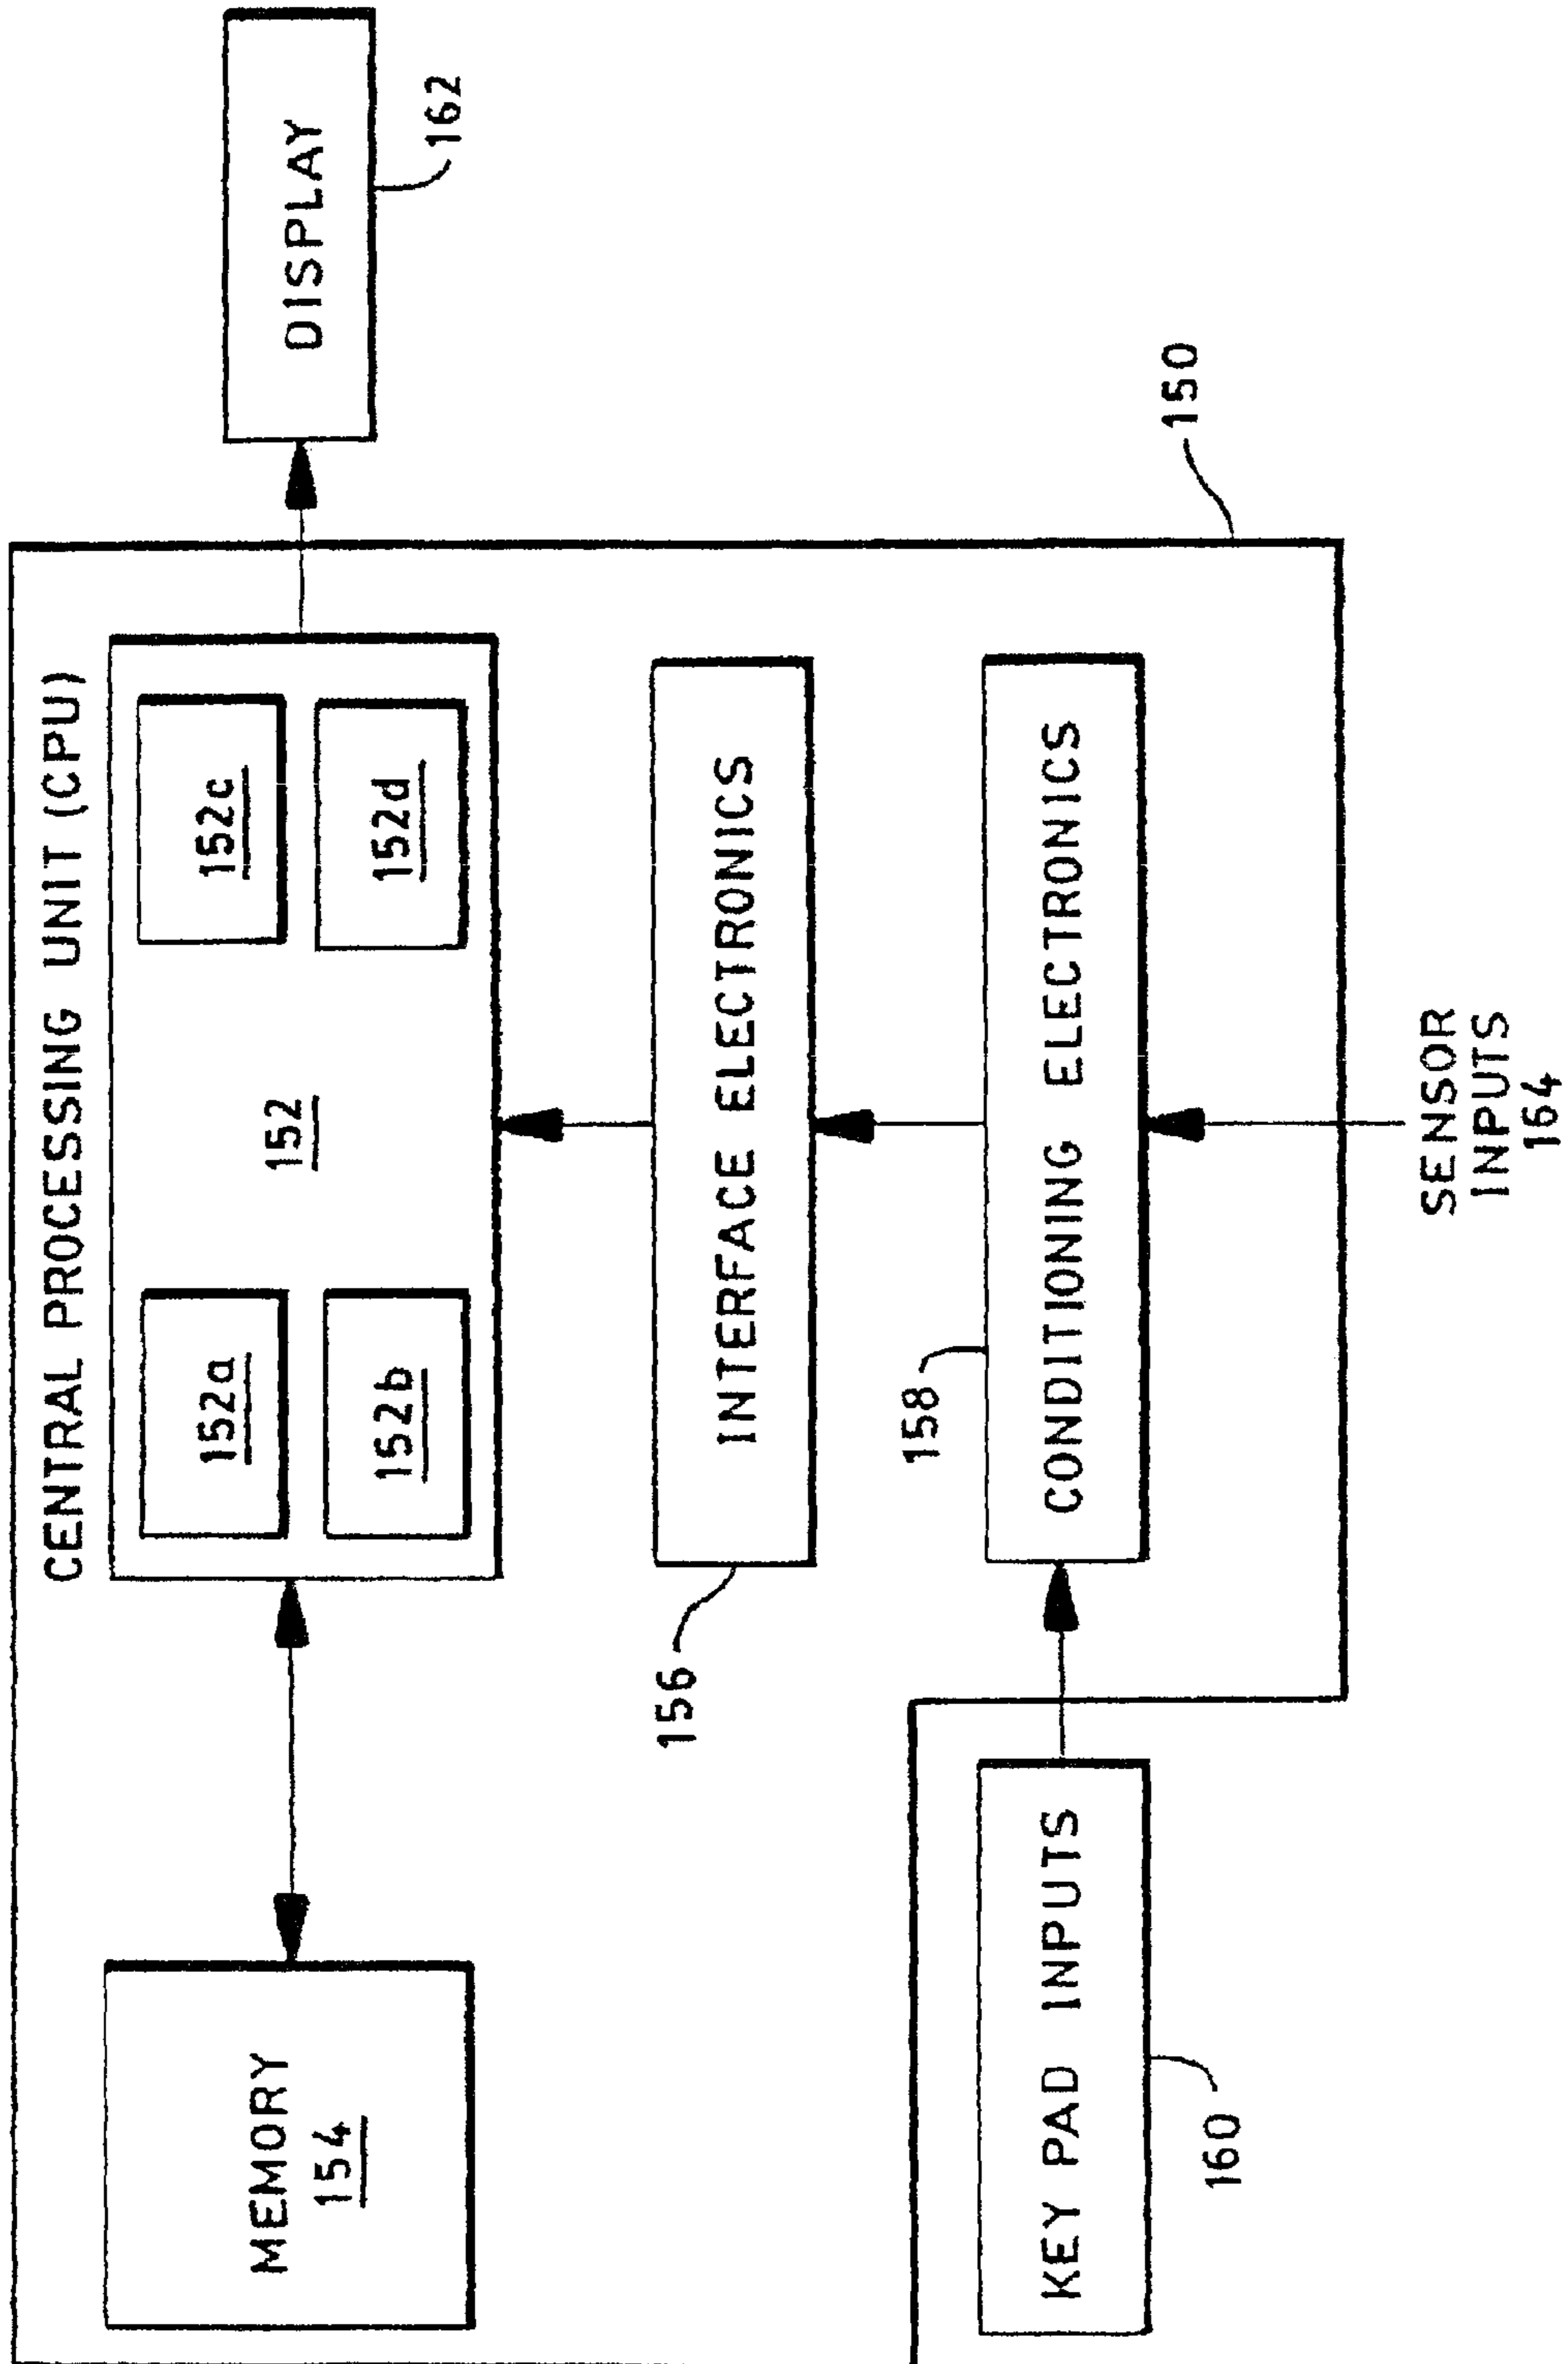 CENTRAL PROCESSING UNIT (CPU)
MEMORY
154
152a
152b
152
152c
152d
DISPLAY
162
156
INTERFACE ELECTRONICS
158
CONDITIONING ELECTRONICS
150
KEY PAD INPUTS
160
SENSOR
INPUTS
164